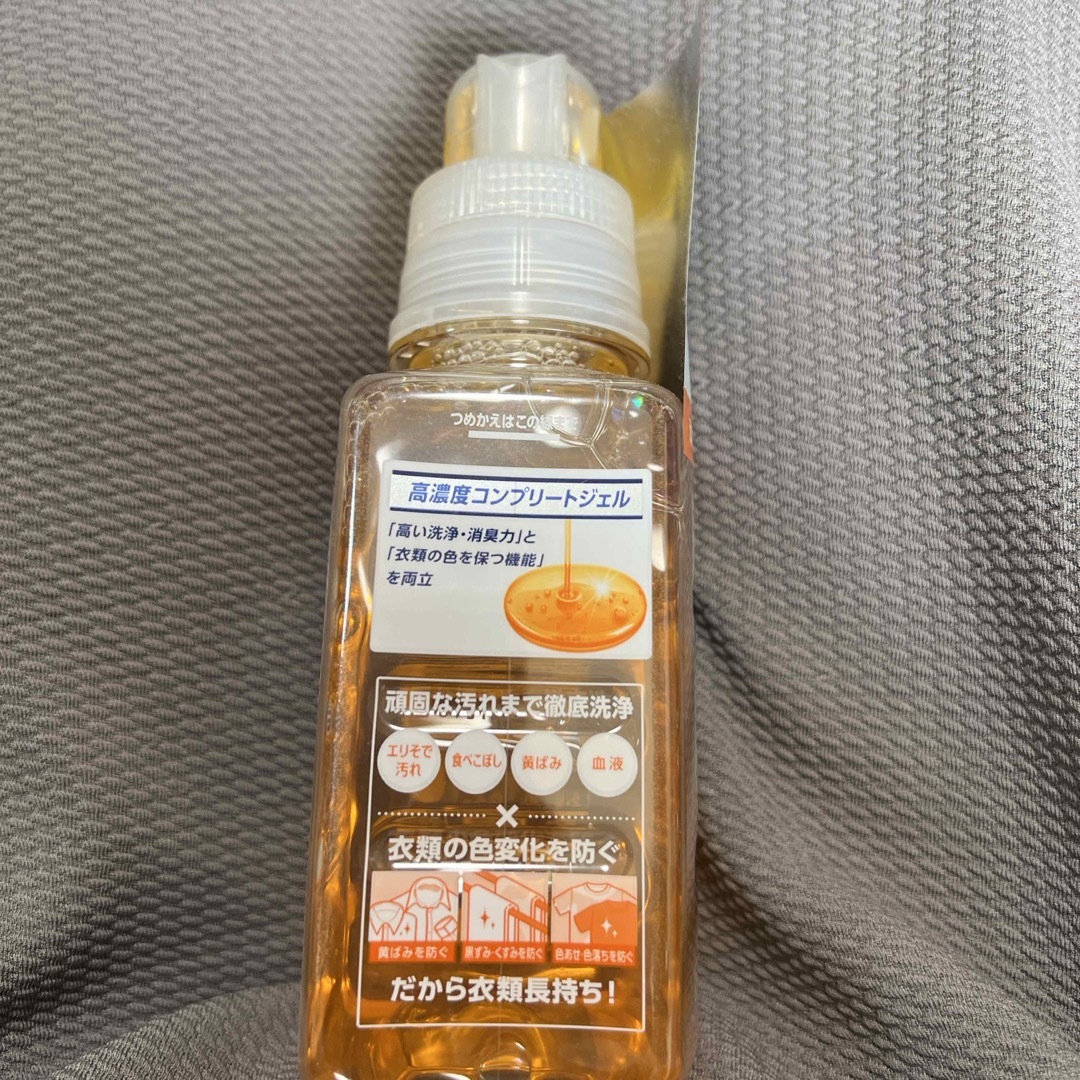 つめかえはこの線まで
高濃度コンプリートジェル
「高い洗浄・消臭力」と
「衣類の色を保つ機能」
を両立
頑固な汚れまで徹底洗浄
エリそで
汚れ
食べこぼし
黄ばみ
血液
×
衣類の色変化を防ぐ
黄ばみを防ぐ
黒ずみ・くすみを防ぐ
色あせ・色落ちを防ぐ
だから衣類長持ち!